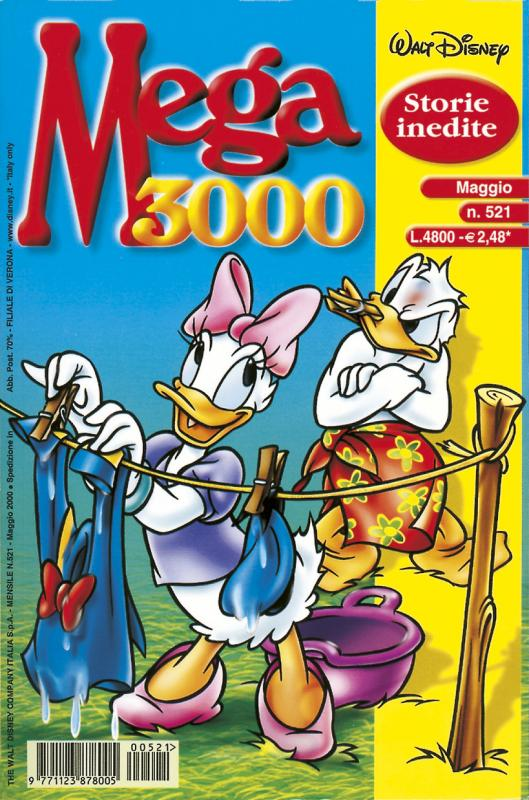 Mega
3000
WALT DISNEY
Storie
inedite
Maggio
n. 521
L.4800 - € 2,48*
THE WALT DISNEY COMPANY ITALIA S.p.A. - MENSILE N.521 - Maggio 2000 • Spedizione in Abb. Post. 70% - FILIALE DI VERONA - www.disney.it - *Italy only
00521>
9 771123 878005